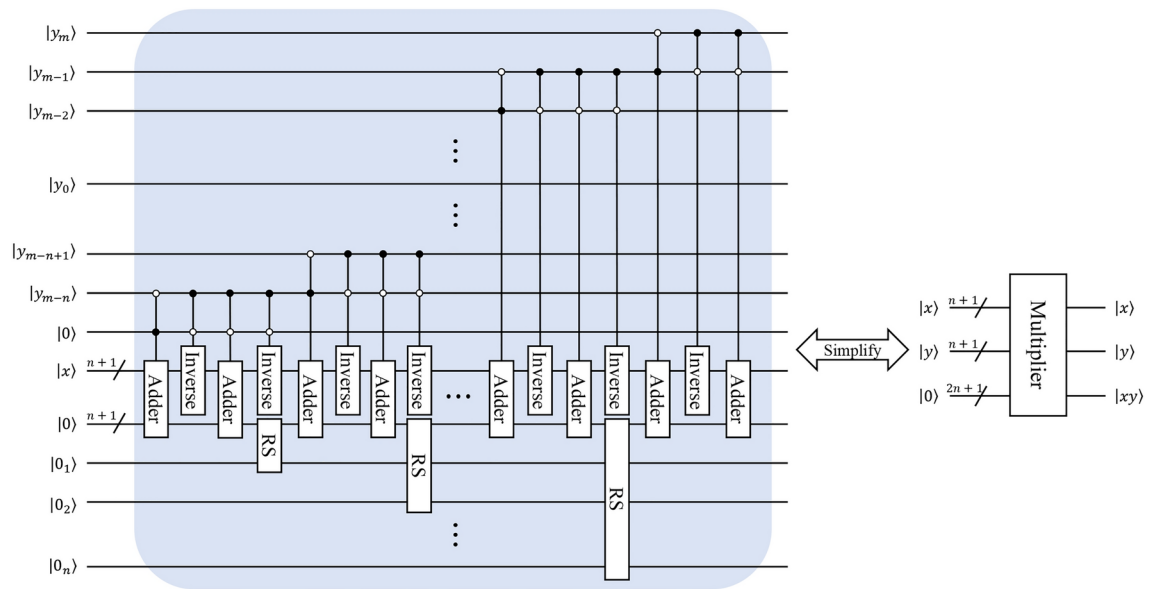 |y_m⟩
|y_{m-1}⟩
|y_{m-2}⟩
⋮
|y_0⟩
⋮
|y_{m-n+1}⟩
|y_{m-n}⟩
|0⟩
|x⟩ n+1
|0⟩ n+1
|0_1⟩
|0_2⟩
⋮
|0_n⟩
Adder
Inverse
Adder
Inverse
RS
Adder
Inverse
Adder
Inverse
RS
⋯
Adder
Inverse
Adder
Inverse
RS
Adder
Inverse
Adder
Simplify
|x⟩ n+1 |x⟩
|y⟩ n+1 |y⟩
|0⟩ 2n+1 |xy⟩
Multiplier